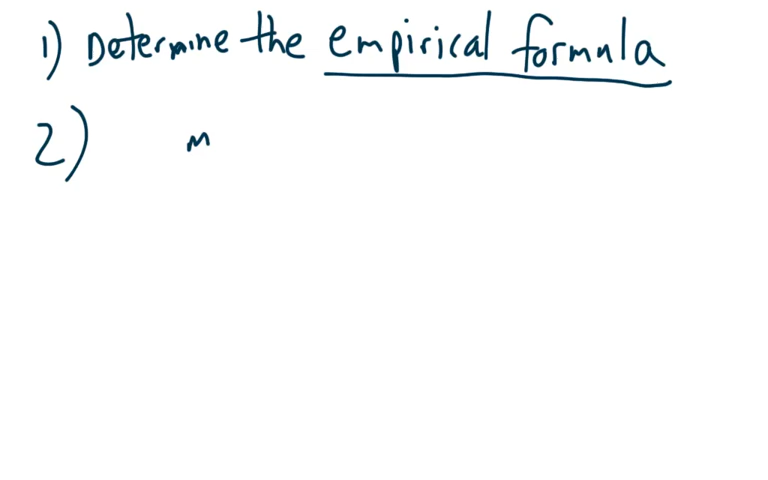 1) Determine the empirical formula
2) m